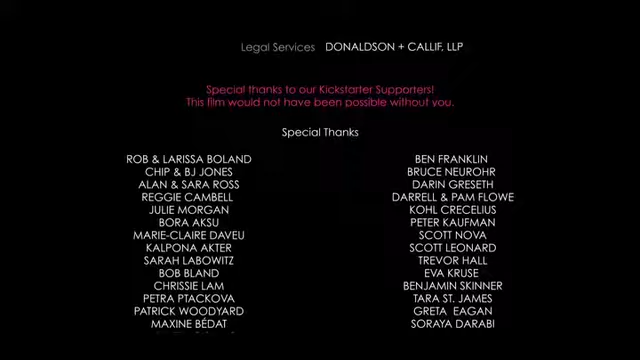 Legal Services DONALDSON + CALLIF, LLP
Special thanks to our Kickstarter Supporters!
This film would not have been possible without you.
Special Thanks
ROB & LARISSA BOLAND
CHIP & BJ JONES
ALAN & SARA ROSS
REGGIE CAMBELL
JULIE MORGAN
BORA AKSU
MARIE-CLAIRE DAVEU
KALPONA AKTER
SARAH LABOWITZ
BOB BLAND
CHRISSIE LAM
PETRA PTACKOVA
PATRICK WOODYARD
MAXINE BÉDAT
BEN FRANKLIN
BRUCE NEUROHR
DARIN GRESETH
DARRELL & PAM FLOWE
KOHL CRECELIUS
PETER KAUFMAN
SCOTT NOVA
SCOTT LEONARD
TREVOR HALL
EVA KRUSE
BENJAMIN SKINNER
TARA ST. JAMES
GRETA EAGAN
SORAYA DARABI